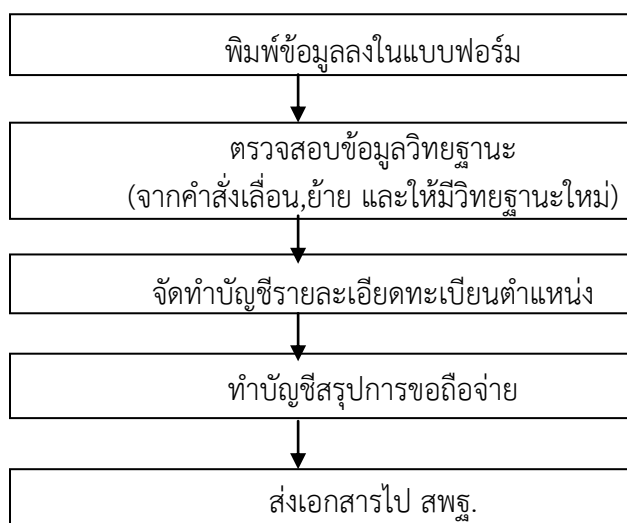 พิมพ์ข้อมูลลงในแบบฟอร์ม
ตรวจสอบข้อมูลวิทยฐานะ
(จากคำสั่งเลื่อน,ย้าย และให้มีวิทยฐานะใหม่)
จัดทำบัญชีรายละเอียดทะเบียนตำแหน่ง
ทำบัญชีสรุปการขอถือจ่าย
ส่งเอกสารไป สพฐ.